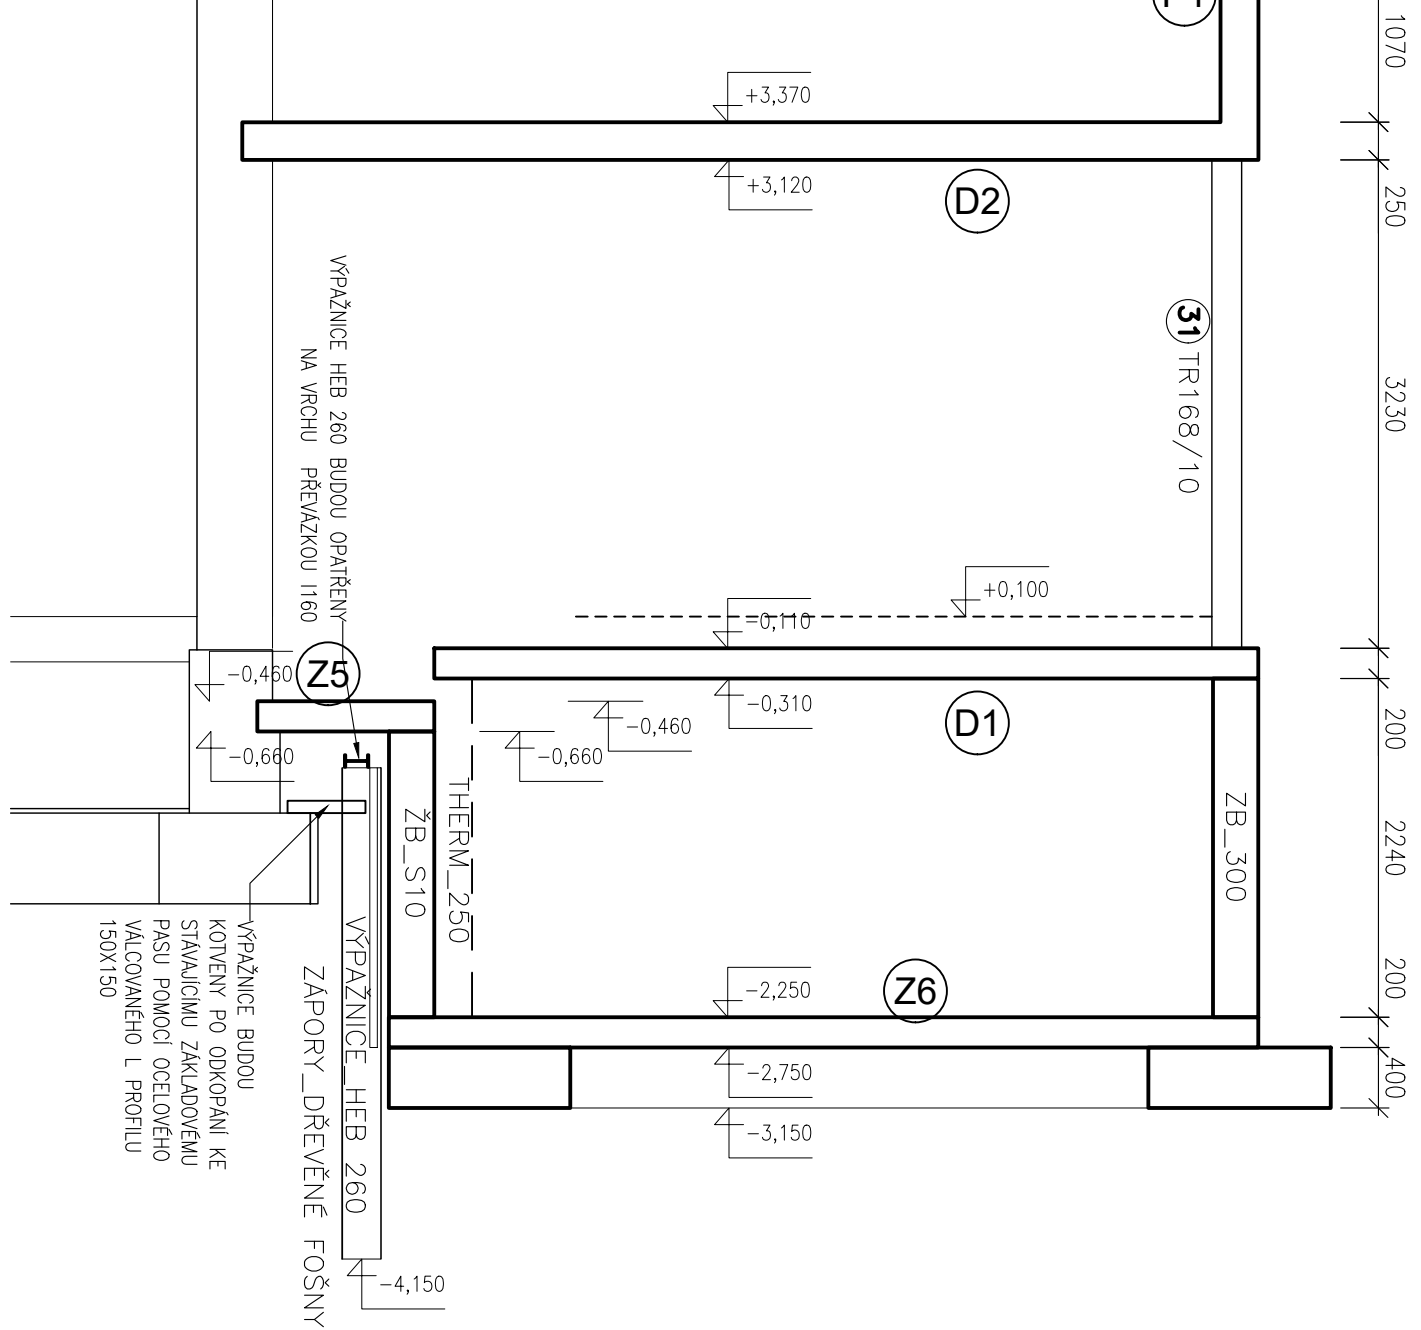 1070
+3,370
+3,120
D2
250
31 TR168/10
3230
VÝPAŽNICE HEB 260 BUDOU OPATŘENY
NA VRCHU PŘEVÁZKOU I160
+0,100
-0,110
-0,310
D1
Z5
-0,460
-0,660
-0,460
-0,660
200
THERM_250
ŽB_S10
ZB_300
2240
VÝPAŽNICE BUDOU
KOTVENY PO ODKOPÁNÍ KE
STÁVAJÍCÍMU ZÁKLADOVÉMU
PASU POMOCÍ OCELOVÉHO
VÁLCOVANÉHO L PROFILU
150X150
VÝPAŽNICE_HEB 260
ZÁPORY_DŘEVĚNÉ FOŠNY
Z6
-2,250
-2,750
-3,150
200
400
-4,150